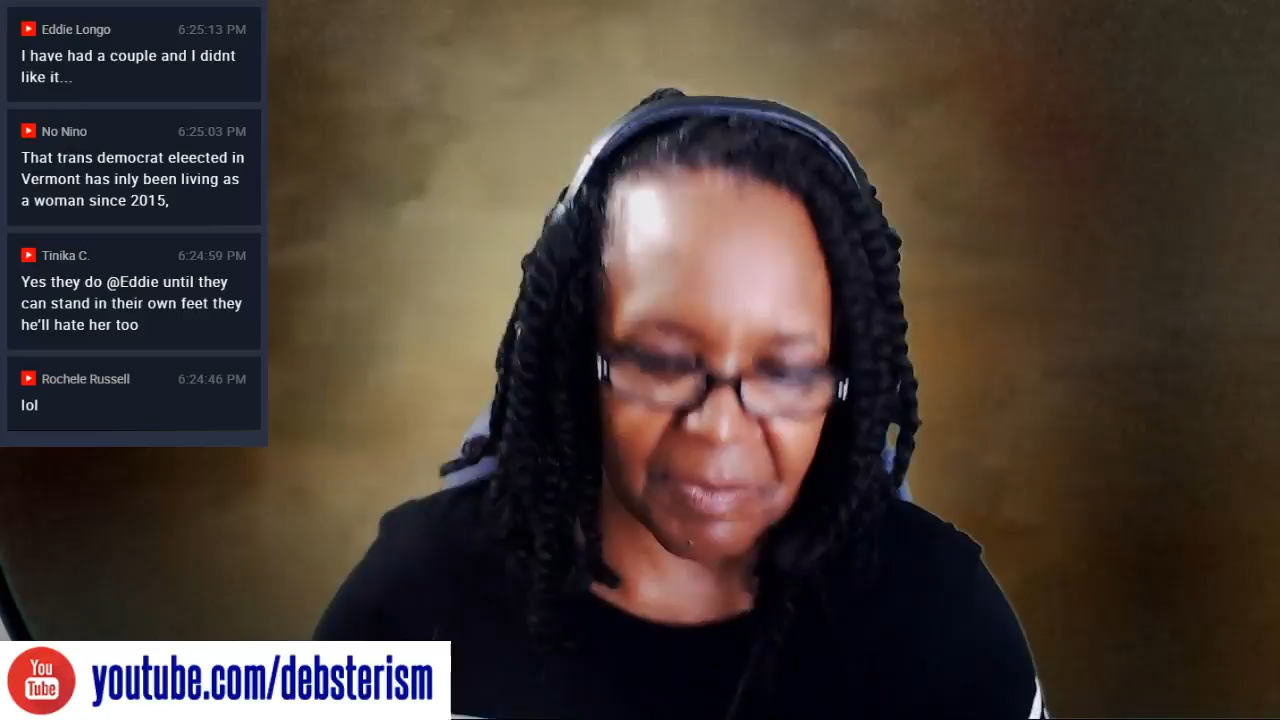 Eddie Longo 6:25:13 PM
I have had a couple and I didnt
like it...
No Nino 6:25:03 PM
That trans democrat eleected in
Vermont has inly been living as
a woman since 2015,
Tinika C. 6:24:59 PM
Yes they do @Eddie until they
can stand in their own feet they
he'll hate her too
Rochele Russell 6:24:46 PM
lol
You
Tube
youtube.com/debsterism